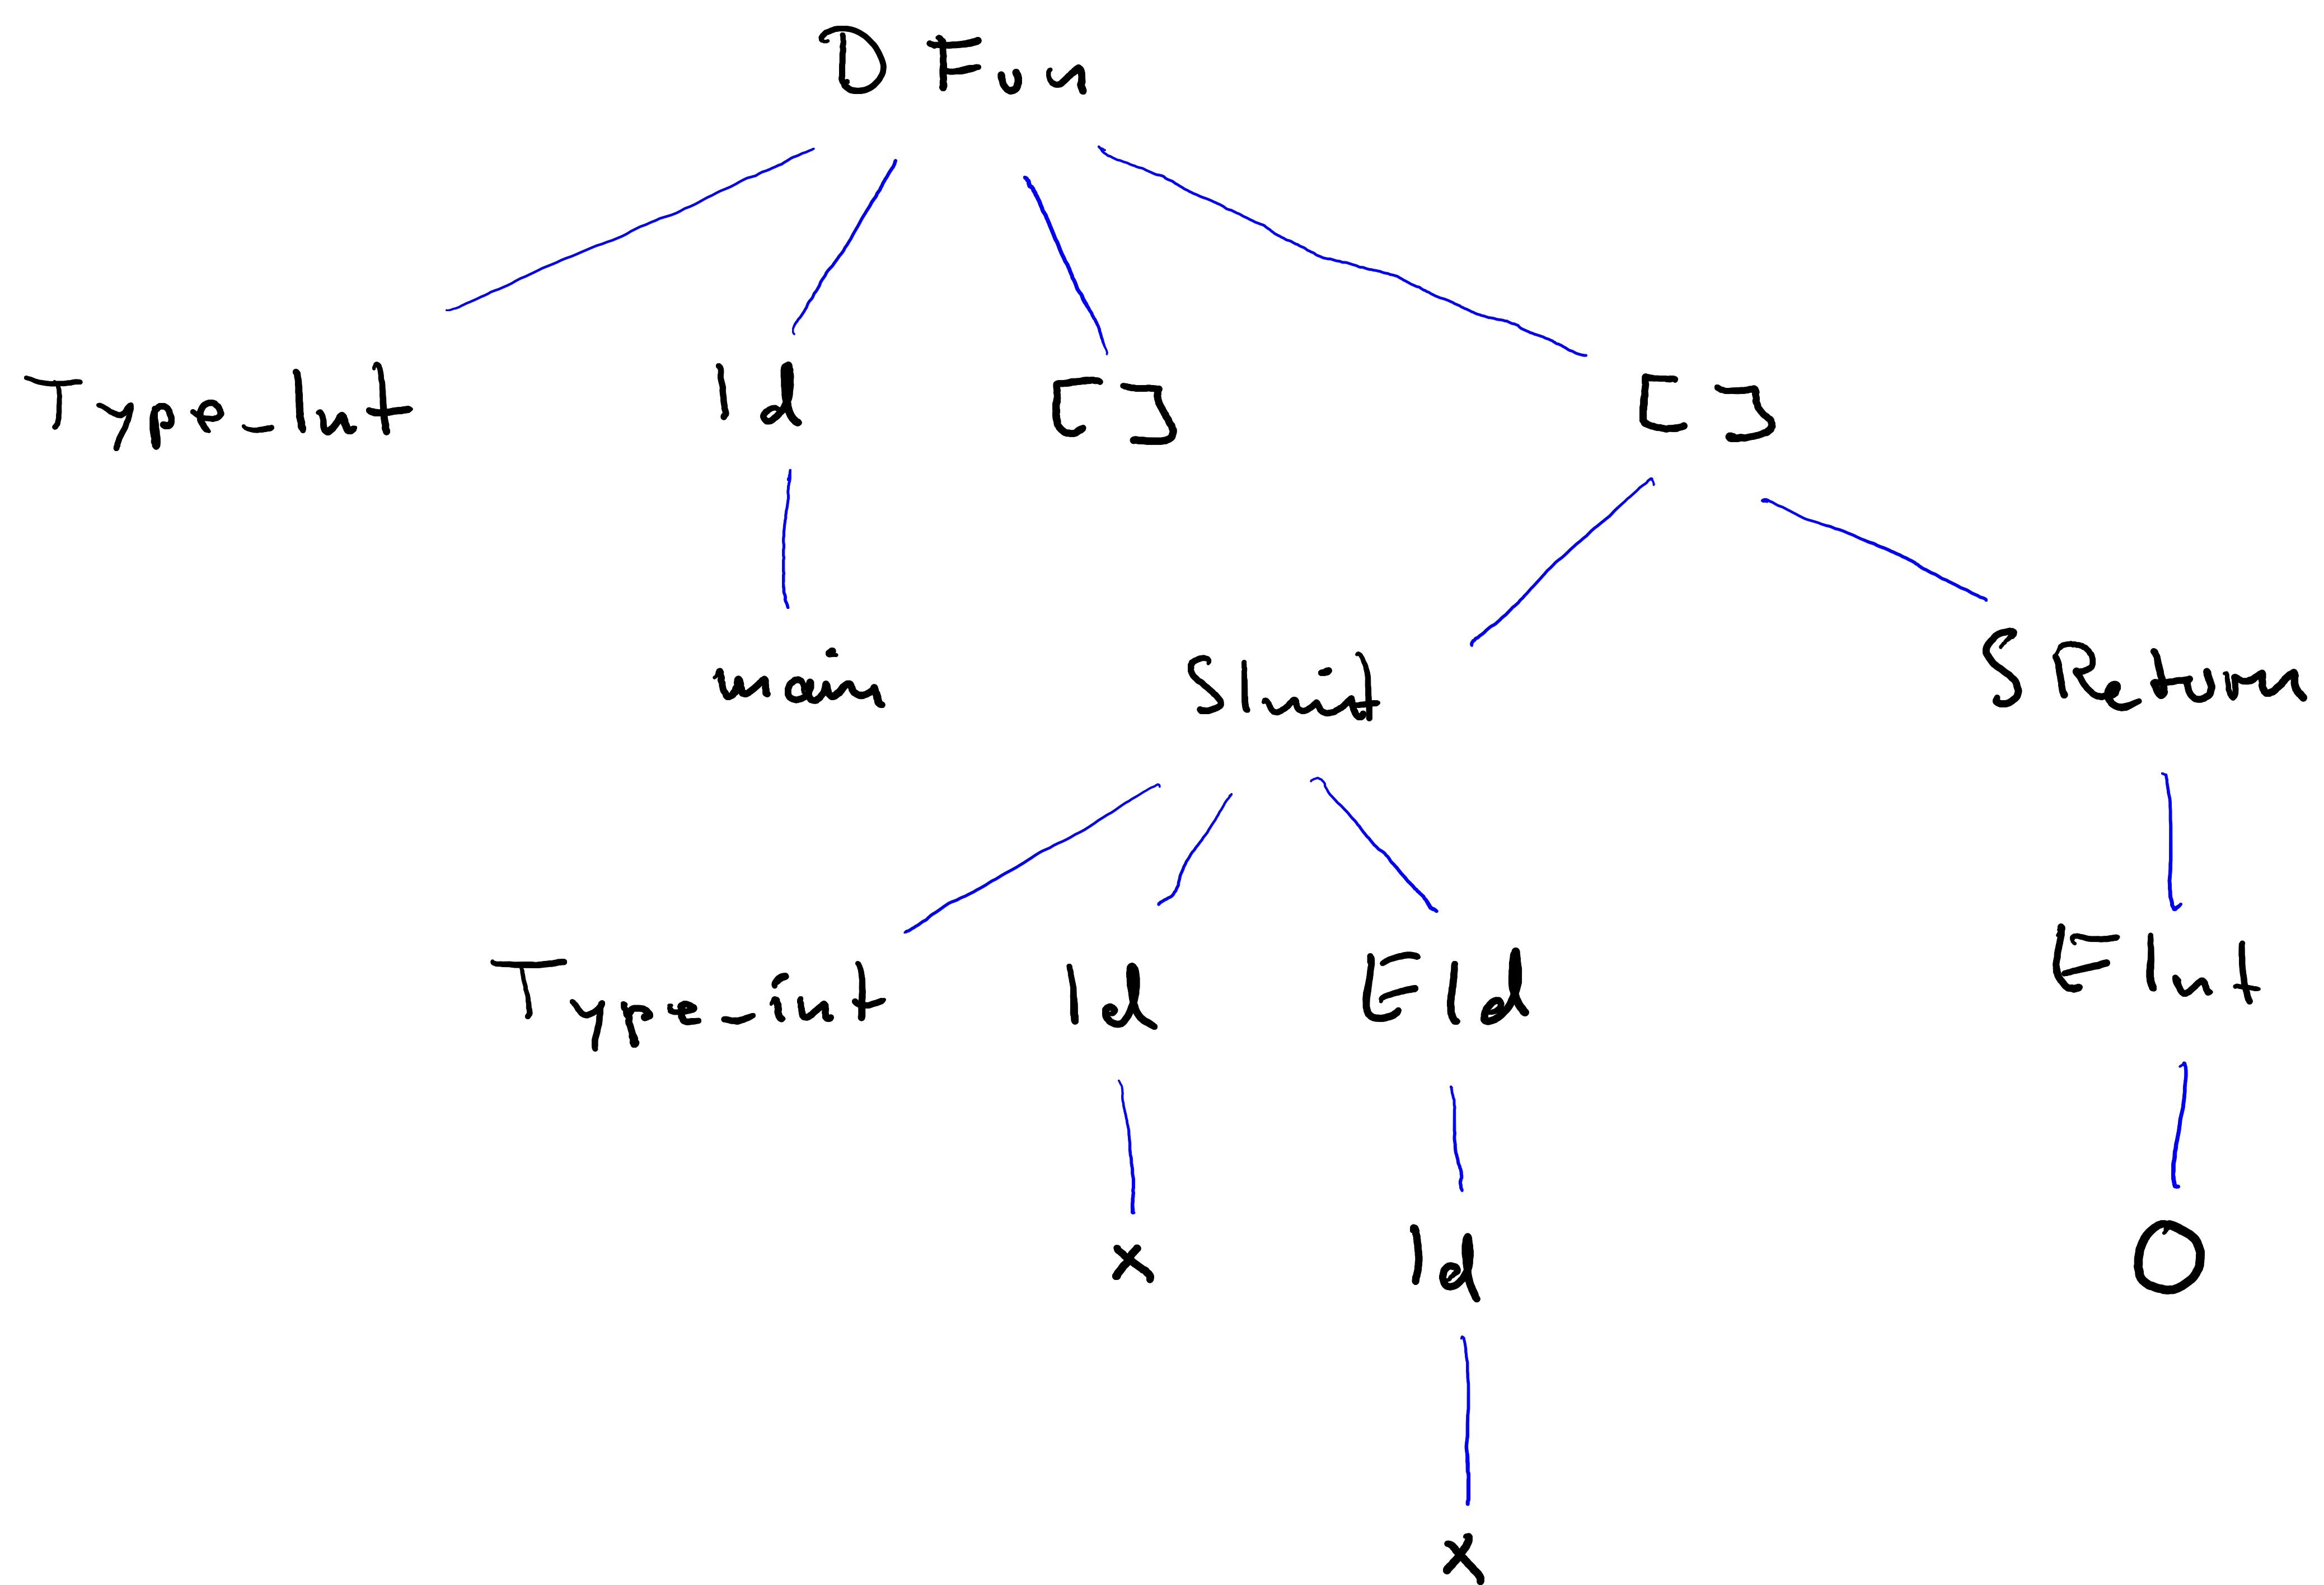 DFun
Type_Int Id [] []
main SInit SReturn
Type_int Id EId EInt
x Id 0
x